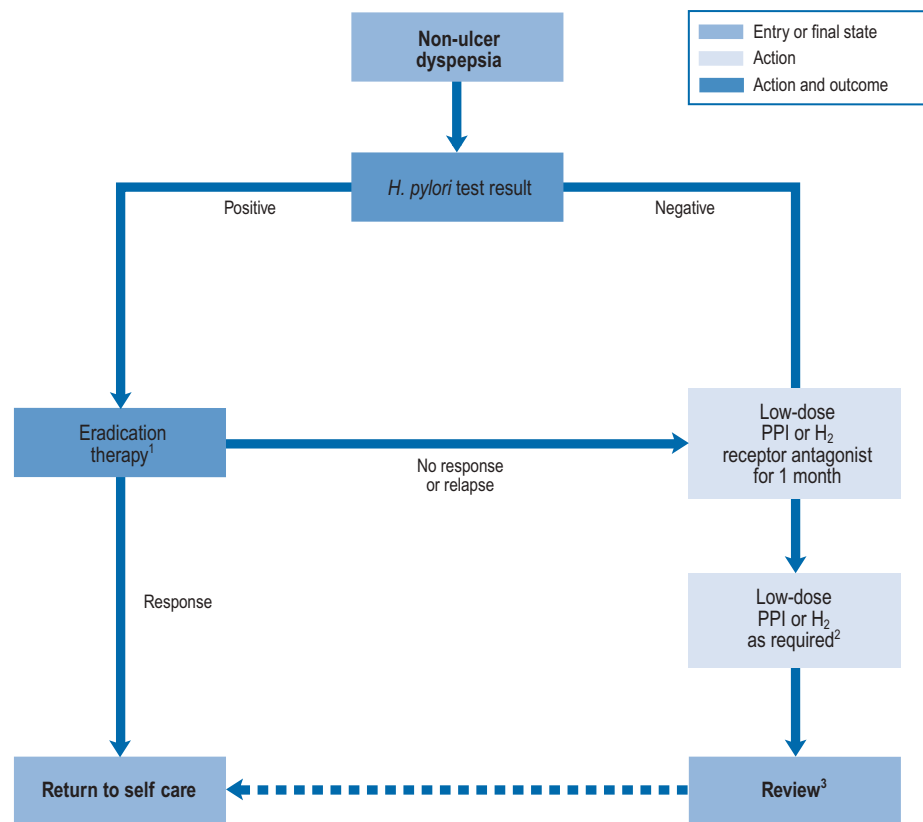 Non-ulcer
dyspepsia
Entry or final state
Action
Action and outcome
H. pylori test result
Positive
Negative
Eradication
therapy¹
No response
or relapse
Low-dose
PPI or H₂
receptor antagonist
for 1 month
Response
Low-dose
PPI or H₂
as required²
Return to self care
Review³